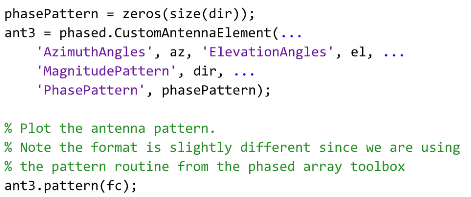 phasePattern = zeros(size(dir));
ant3 = phased.CustomAntennaElement(...
'AzimuthAngles', az, 'ElevationAngles', el, ...
'MagnitudePattern', dir, ...
'PhasePattern', phasePattern);
% Plot the antenna pattern.
% Note the format is slightly different since we are using
% the pattern routine from the phased array toolbox
ant3.pattern(fc);